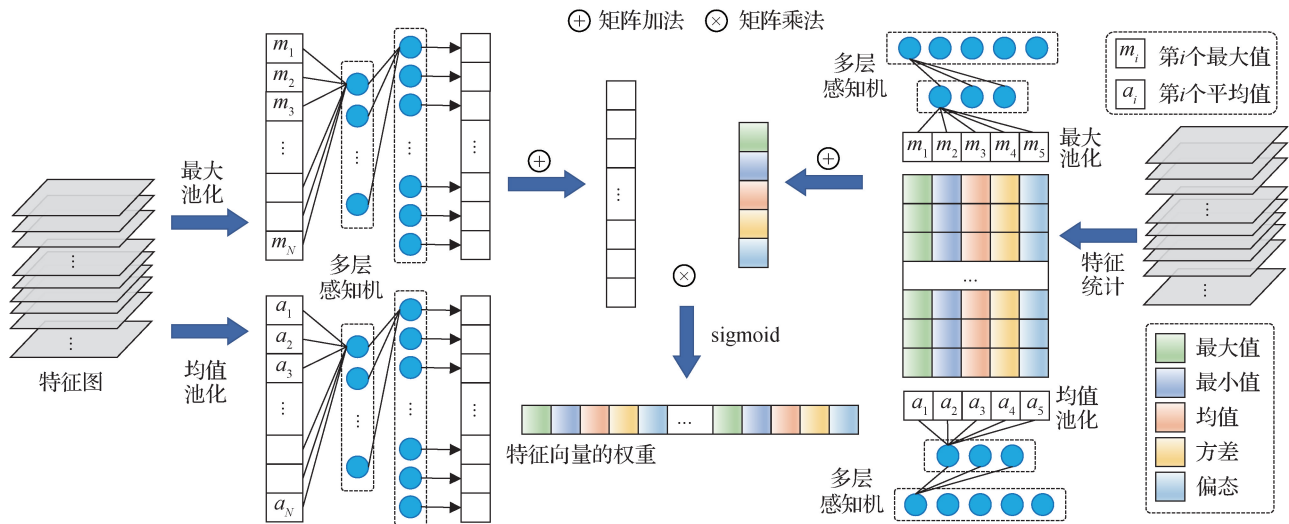 + 矩阵加法 × 矩阵乘法
m1
m2
m3
⋮
mN
最大
池化
⋮
⋮
多层
感知机
⋮
⋮
特征图
均值
池化
a1
a2
a3
⋮
aN
⋮
⋮
⋮
+
⋮
×
sigmoid
...
特征向量的权重
+
多层
感知机
m1 m2 m3 m4 m5
最大
池化
...
a1 a2 a3 a4 a5
均值
池化
多层
感知机
mi 第i个最大值
ai 第i个平均值
⋮
⋮
特征
统计
最大值
最小值
均值
方差
偏态